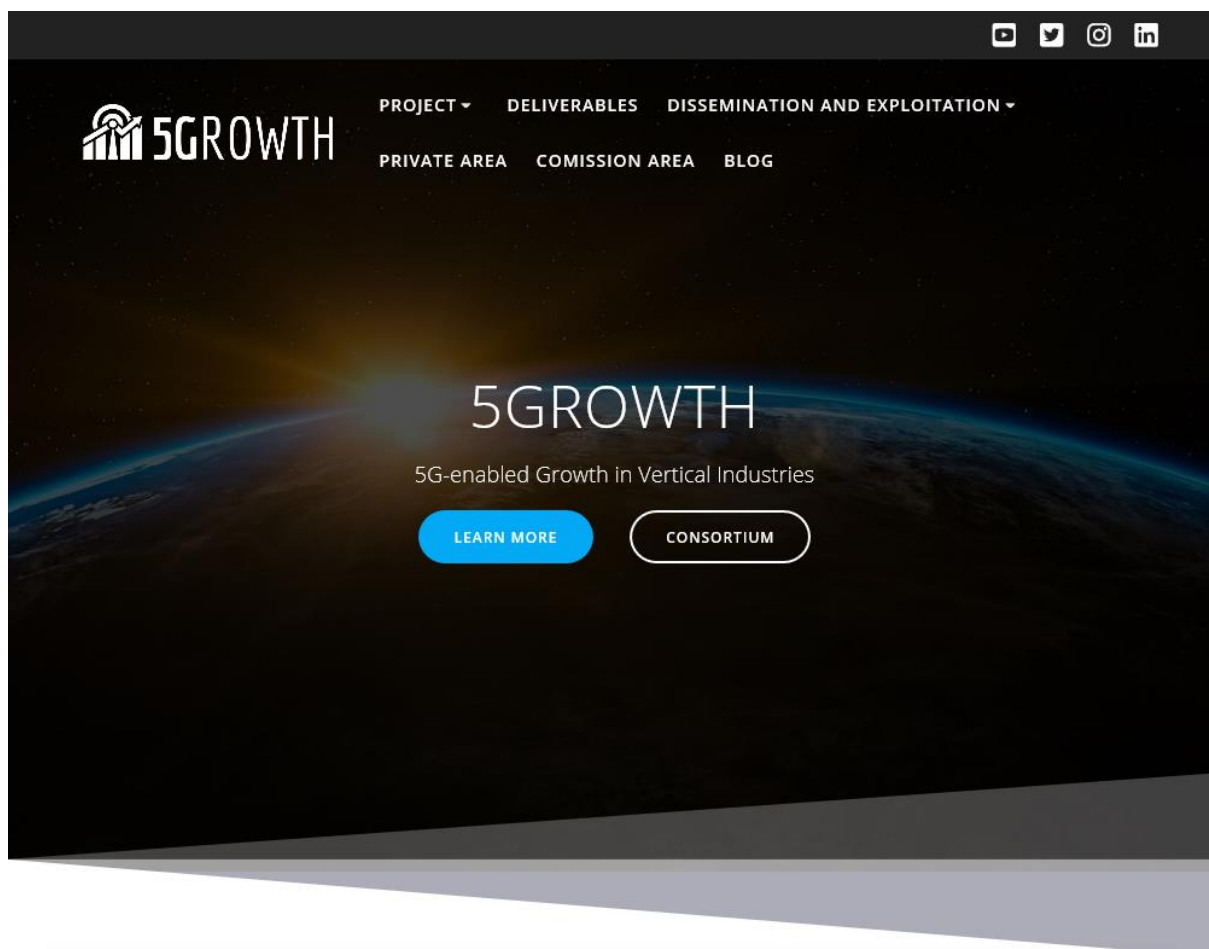 5GROWTH
PROJECT DELIVERABLES DISSEMINATION AND EXPLOITATION
PRIVATE AREA COMISSION AREA BLOG
5GROWTH
5G-enabled Growth in Vertical Industries
LEARN MORE CONSORTIUM